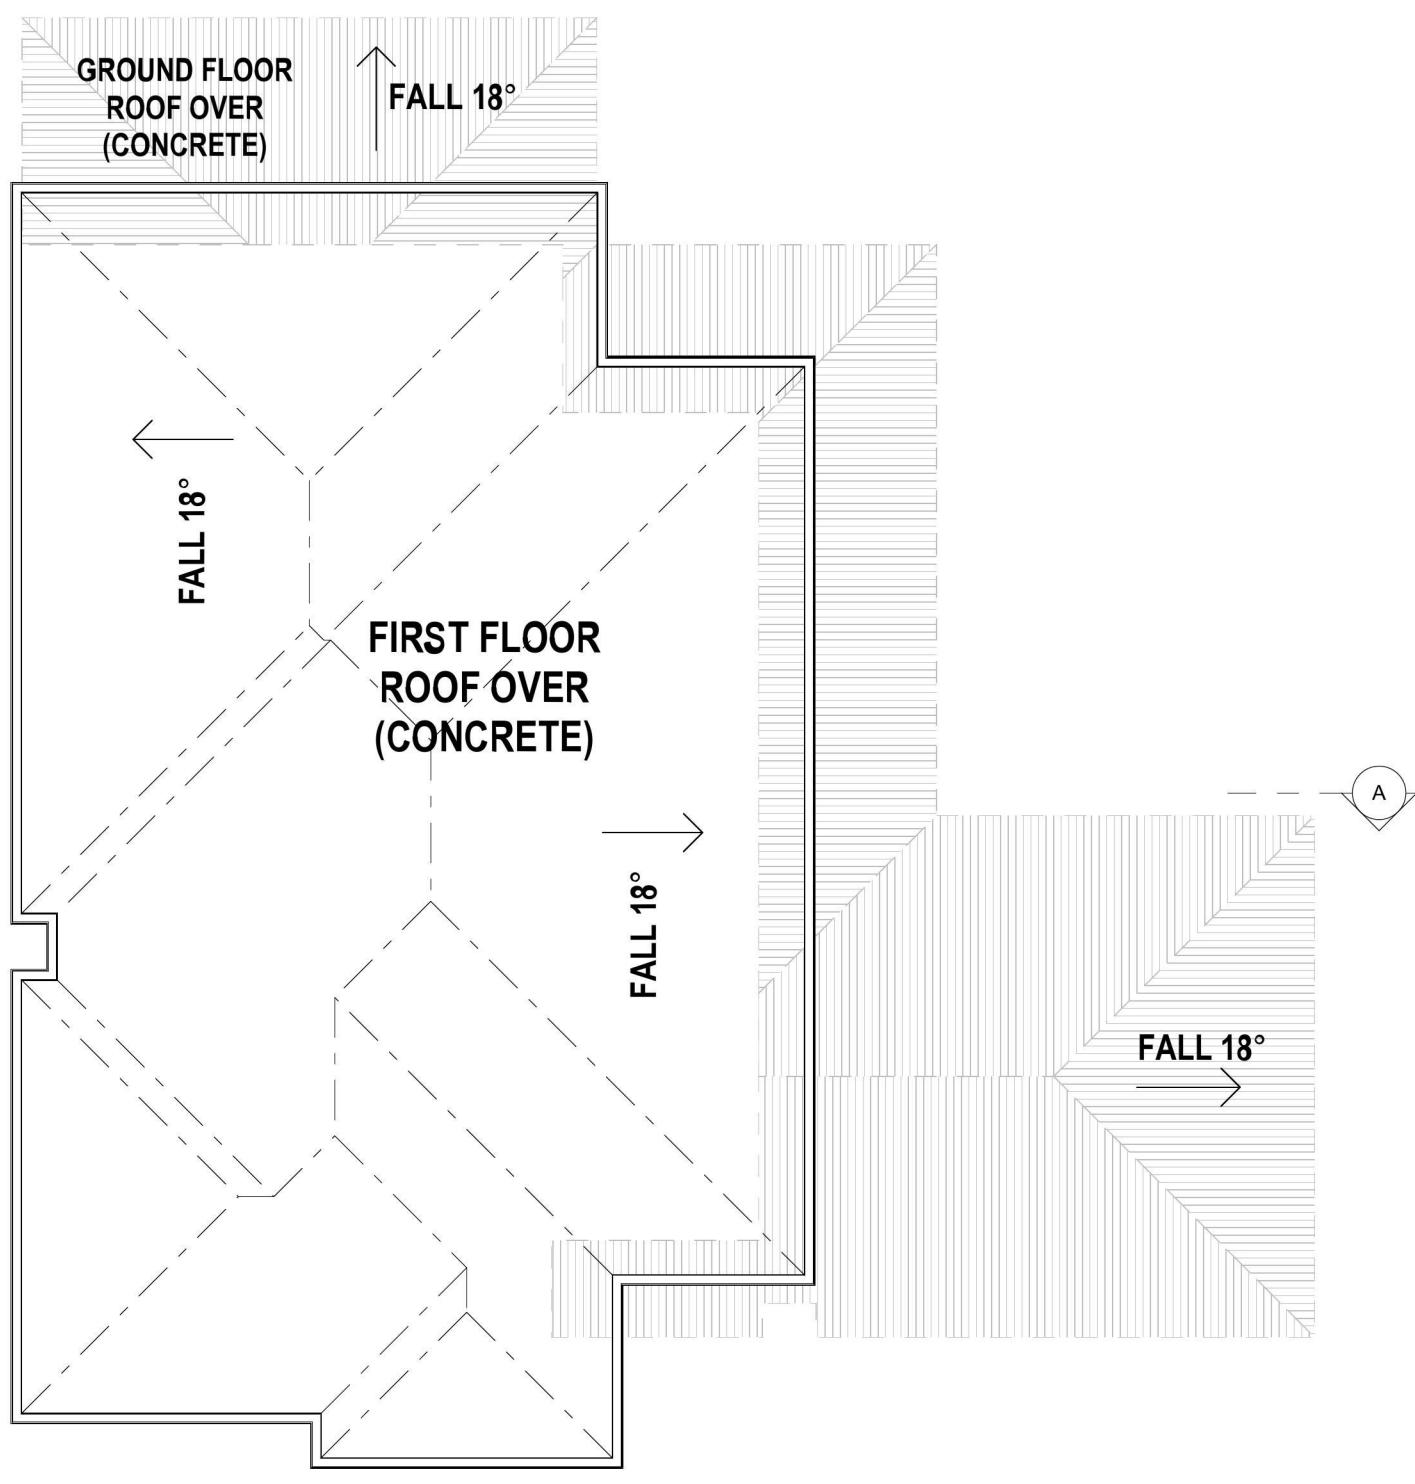 GROUND FLOOR
ROOF OVER
(CONCRETE)
FALL 18°
FALL 18°
FIRST FLOOR
ROOF OVER
(CONCRETE)
A
FALL 18°
FALL 18°